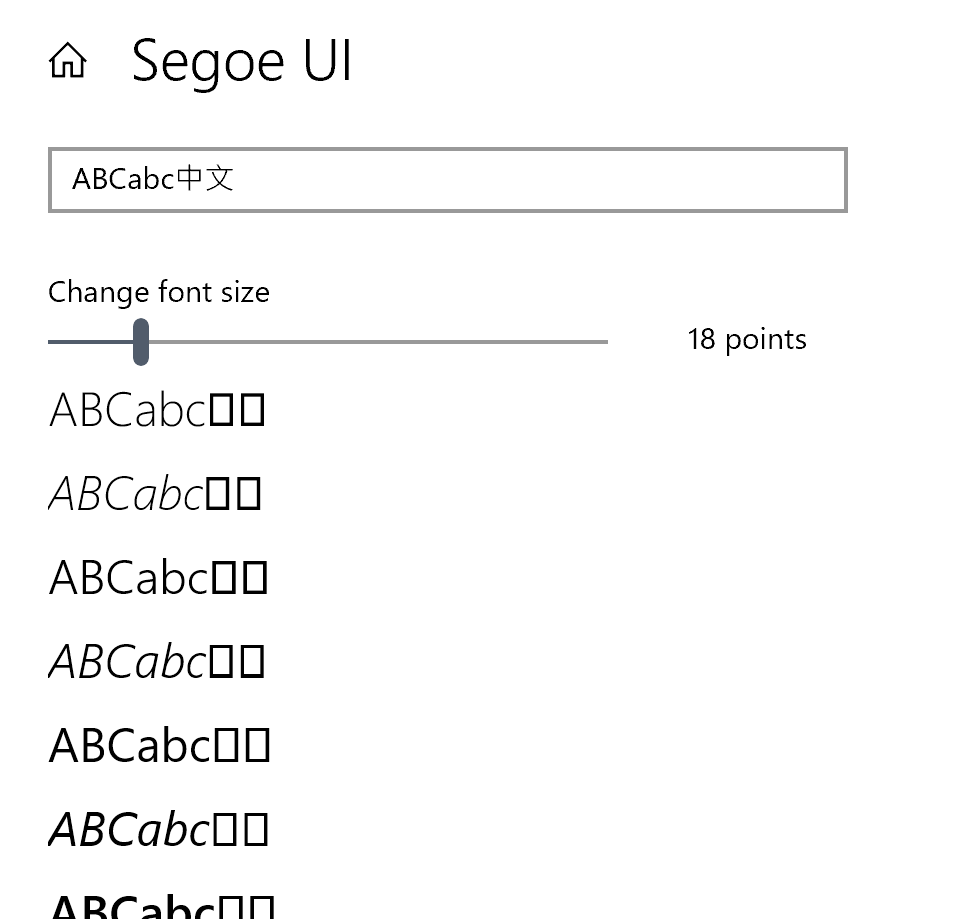 Segoe UI
ABCabc中文
Change font size
18 points
ABCabc□□
ABCabc□□
ABCabc□□
ABCabc□□
ABCabc□□
ABCabc□□
ABCabc□□